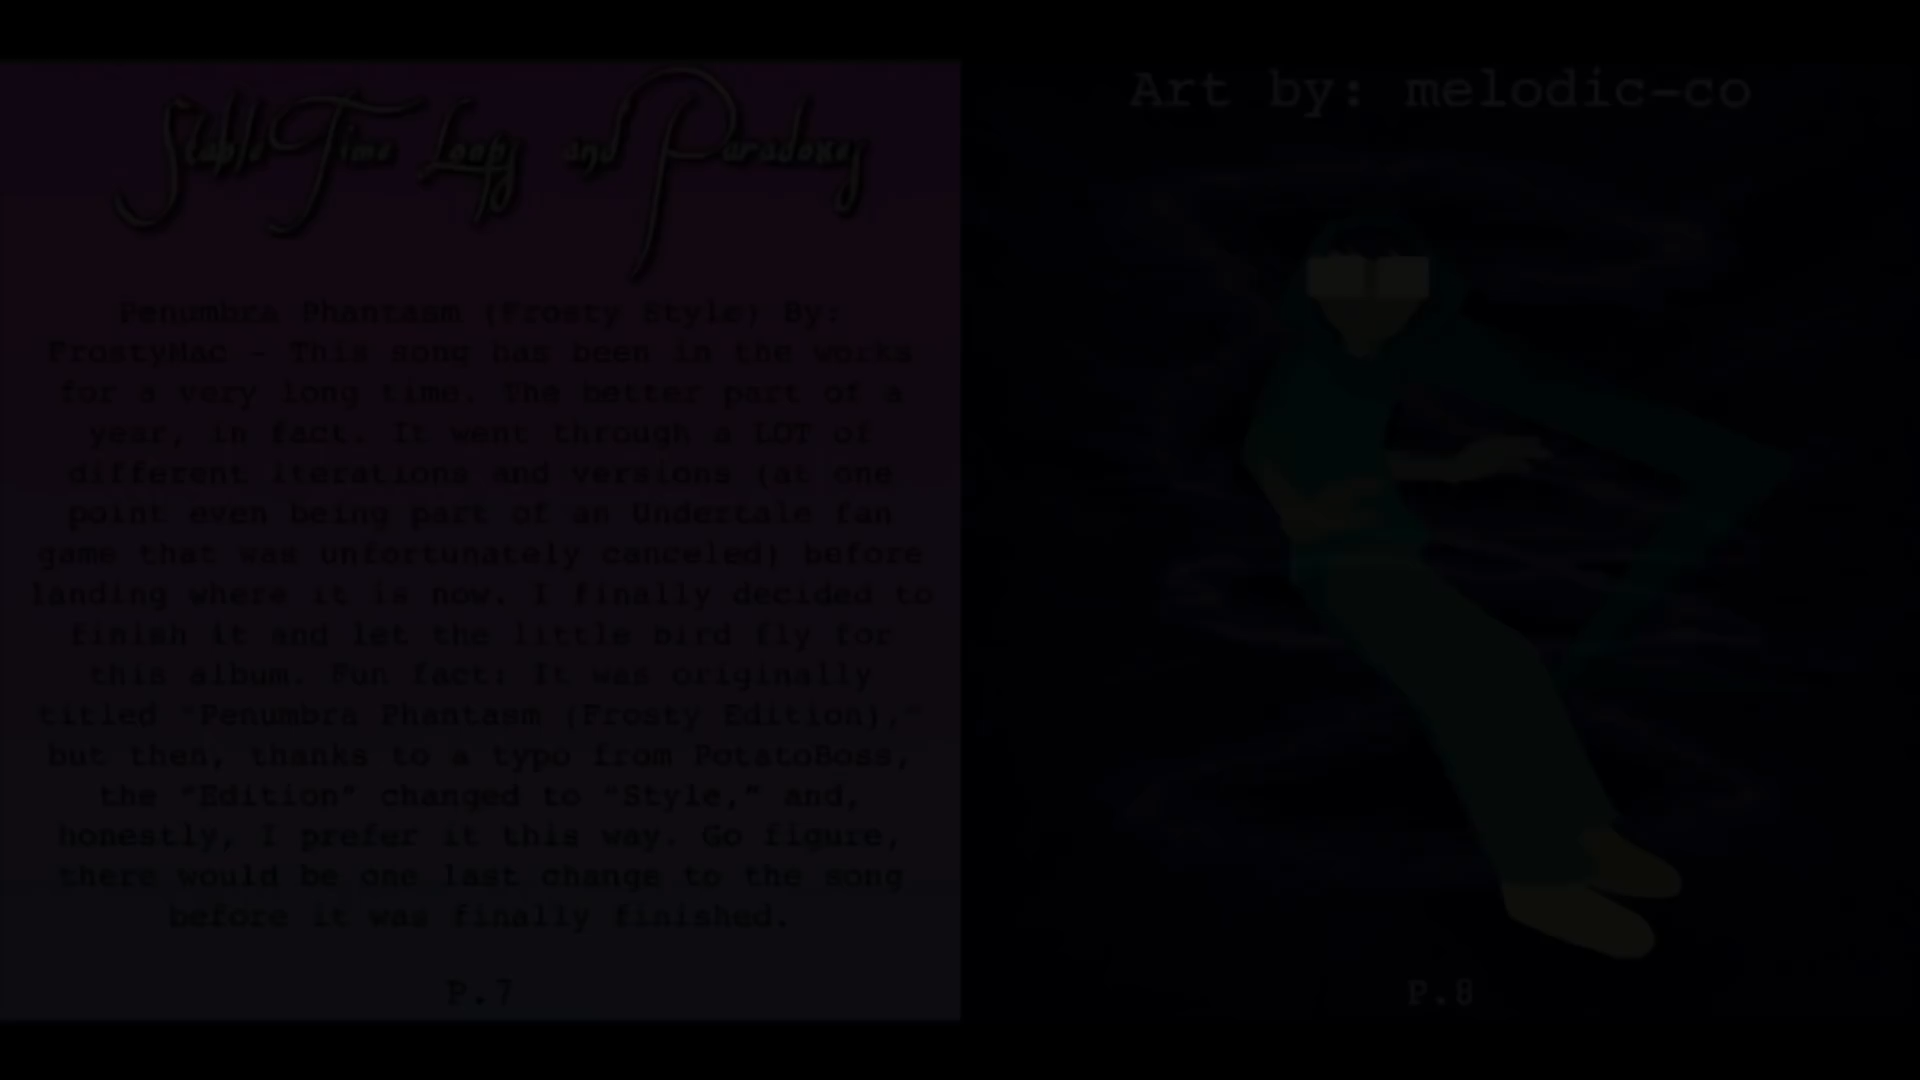 Stable Time Loops and Paradoxes
Penumbra Phantasm (Frosty Style) By:
FrostyMac - This song has been in the works
for a very long time. The better part of a
year, in fact. It went through a LOT of
different iterations and versions (at one
point even being part of an Undertale fan
game that was unfortunately canceled) before
landing where it is now. I finally decided to
finish it and let the little bird fly for
this album. Fun fact: It was originally
titled "Penumbra Phantasm (Frosty Edition),"
but then, thanks to a typo from PotatoBoss,
the "Edition" changed to "Style," and,
honestly, I prefer it this way. Go figure,
there would be one last change to the song
before it was finally finished.
P.7
Art by: melodic-co
P.8